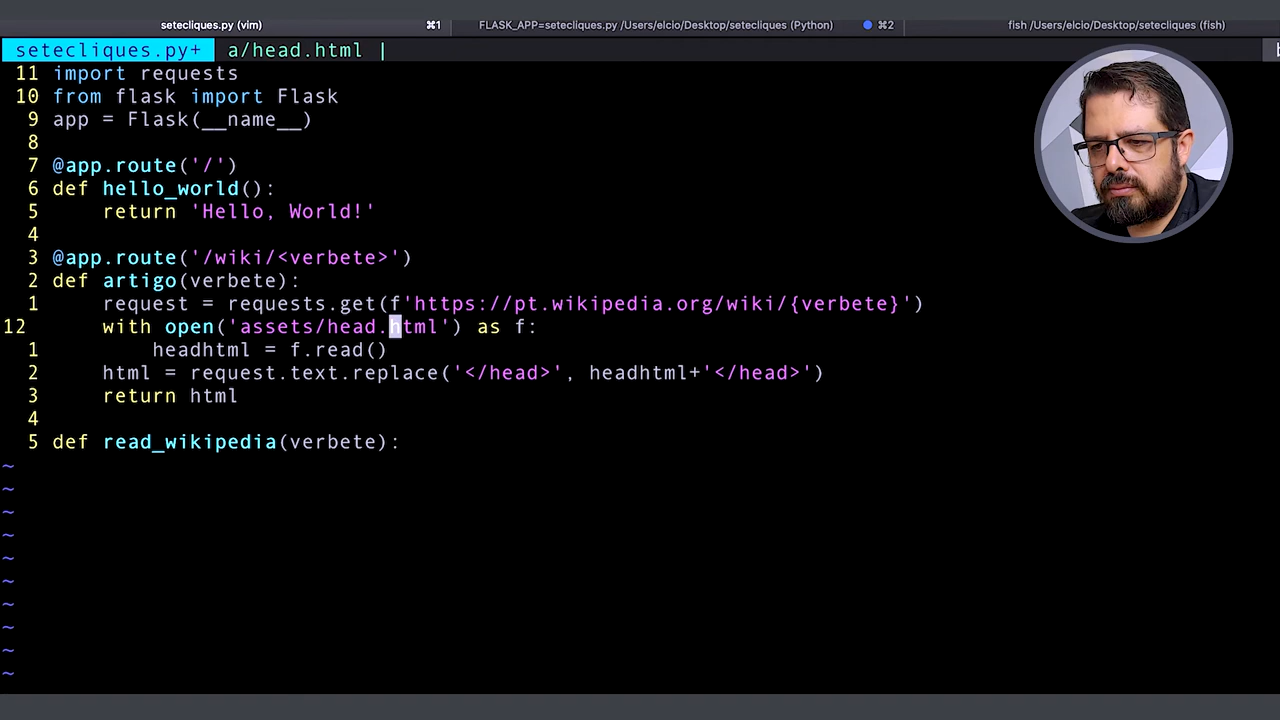 setecliques.py (vim) ⌘1 FLASK_APP=setecliques.py /Users/elcio/Desktop/setecliques (Python) ⌘2 fish /Users/elcio/Desktop/setecliques (fish)
setecliques.py+ a/head.html |
11 import requests
10 from flask import Flask
9 app = Flask(__name__)
8
7 @app.route('/')
6 def hello_world():
5     return 'Hello, World!'
4
3 @app.route('/wiki/<verbete>')
2 def artigo(verbete):
1     request = requests.get(f'https://pt.wikipedia.org/wiki/{verbete}')
12     with open('assets/head.html') as f:
1         headhtml = f.read()
2     html = request.text.replace('</head>', headhtml+'</head>')
3     return html
4
5 def read_wikipedia(verbete):
~
~
~
~
~
~
~
~
~
~